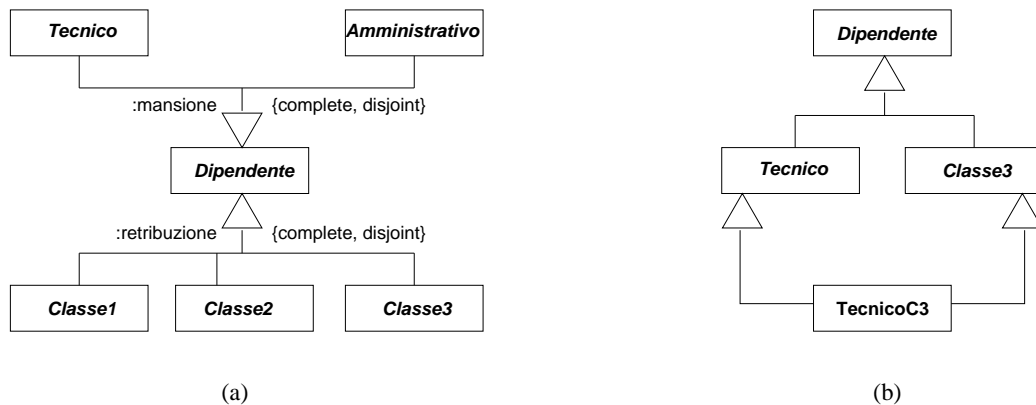 Tecnico
Amministrativo
:mansione
{complete, disjoint}
Dipendente
:retribuzione
{complete, disjoint}
Classe1
Classe2
Classe3
(a)
Dipendente
Tecnico
Classe3
TecnicoC3
(b)